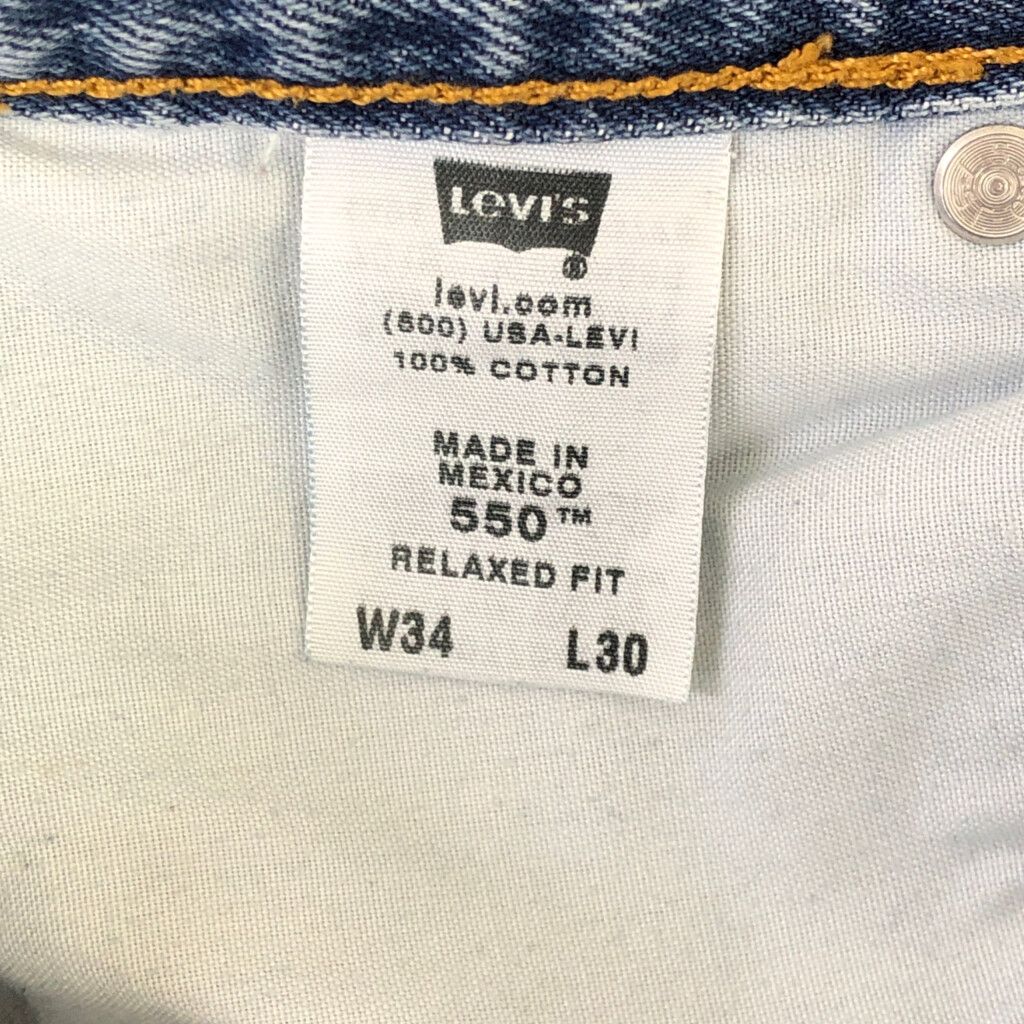 LEVI'S
®
levi.com
(800) USA-LEVI
100% COTTON
MADE IN
MEXICO
550™
RELAXED FIT
W34 L30